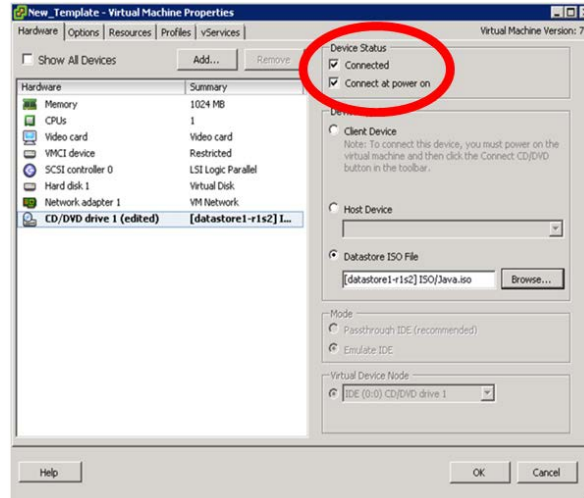 New_Template - Virtual Machine Properties
Hardware Options Resources Profiles vServices Virtual Machine Version: 7
Show All Devices Add... Remove
Hardware Summary
Memory 1024 MB
CPUs 1
Video card Video card
VMCI device Restricted
SCSI controller 0 LSI Logic Parallel
Hard disk 1 Virtual Disk
Network adapter 1 VM Network
CD/DVD drive 1 (edited) [datastore1-r1s2] I...
Device Status
Connected
Connect at power on
Client Device
Note: To connect this device, you must power on the
virtual machine and then click the Connect CD/DVD
button in the toolbar.
Host Device
Datastore ISO File
[datastore1-r1s2] ISO/Java.iso Browse...
Mode
Passthrough IDE (recommended)
Emulate IDE
Virtual Device Node
IDE (0:0) CD/DVD drive 1
Help OK Cancel